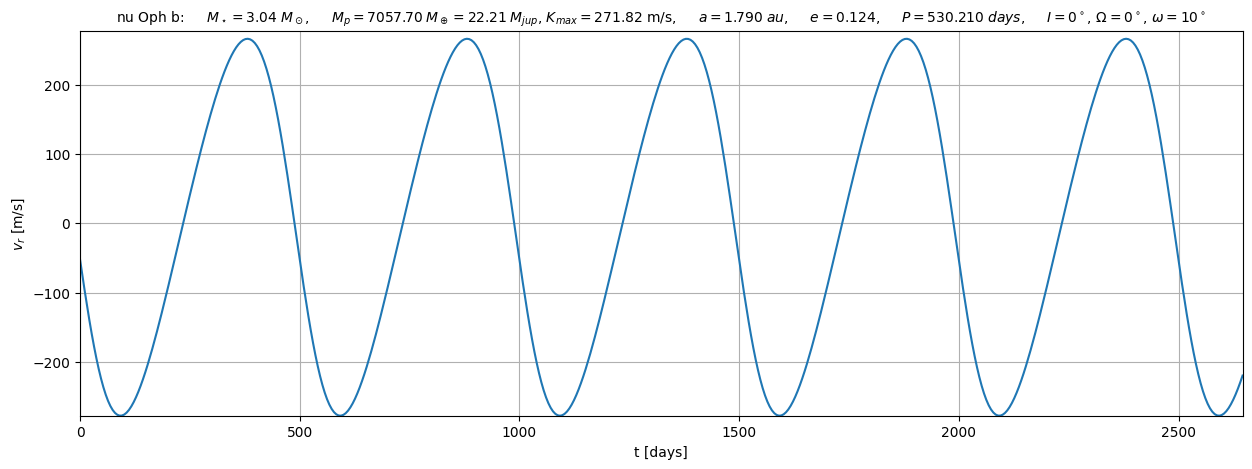 nu Oph b: M⋆ = 3.04 M⊙, Mp = 7057.70 M⊕ = 22.21 Mjup, Kmax = 271.82 m/s, a = 1.790 au, e = 0.124, P = 530.210 days, I = 0°, Ω = 0°, ω = 10°
200
100
0
−100
−200
vr [m/s]
0 500 1000 1500 2000 2500
t [days]